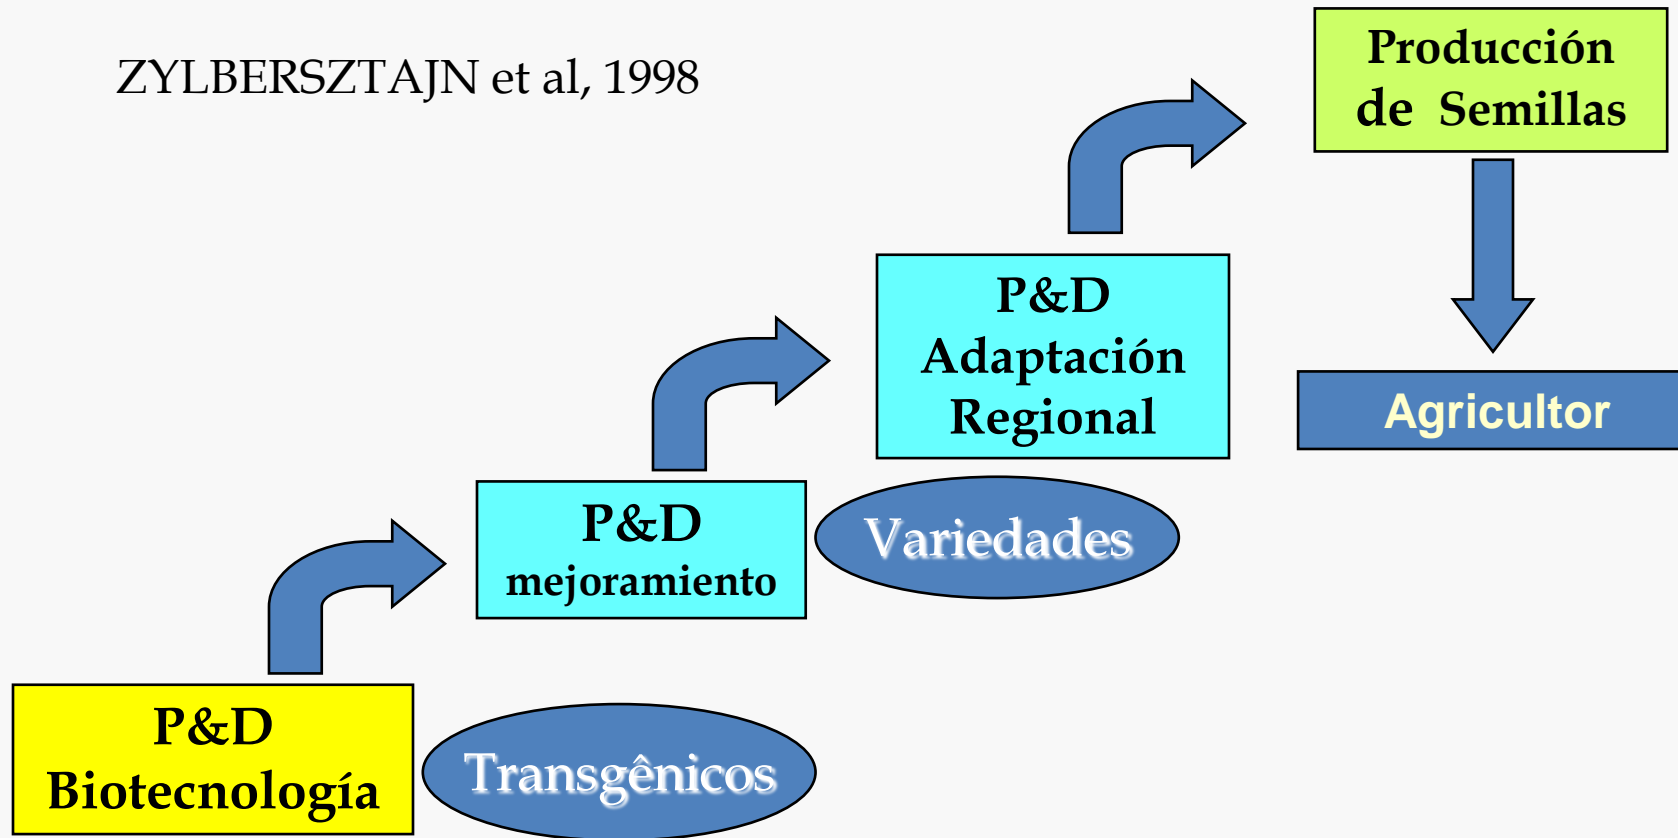 ZYLBERSZTAJN et al, 1998
Producción
de Semillas
P&D
Adaptación
Regional
Agricultor
P&D
mejoramiento
Variedades
P&D
Biotecnología
Transgênicos